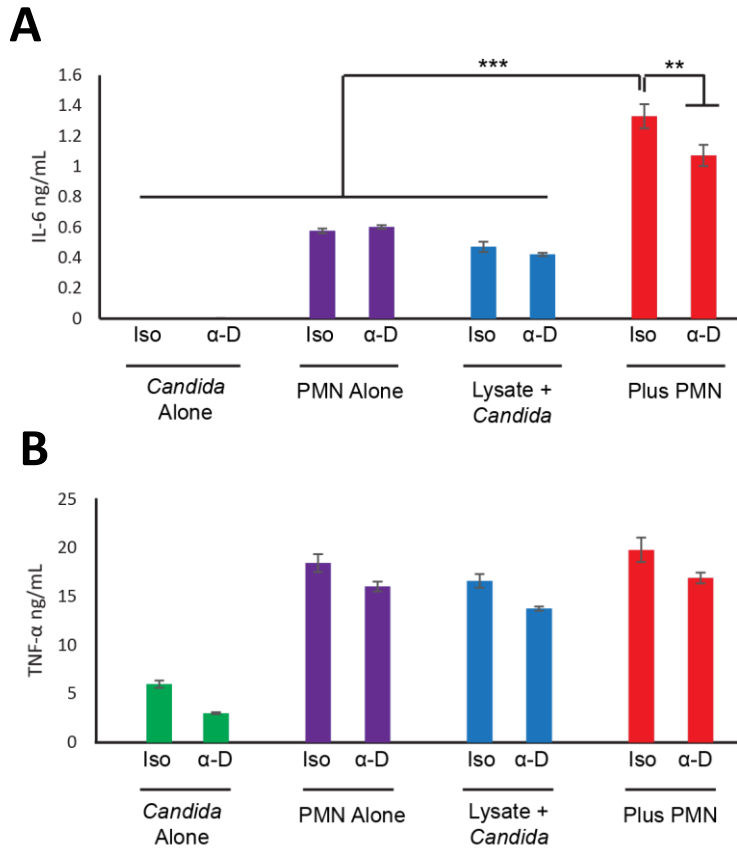 A
*** **
1.6
1.4
1.2
1
0.8
0.6
0.4
0.2
0
IL-6 ng/mL
Iso α-D Iso α-D Iso α-D Iso α-D
Candida
Alone
PMN Alone
Lysate +
Candida
Plus PMN
B
25
20
15
10
5
0
TNF-α ng/mL
Iso α-D Iso α-D Iso α-D Iso α-D
Candida
Alone
PMN Alone
Lysate +
Candida
Plus PMN